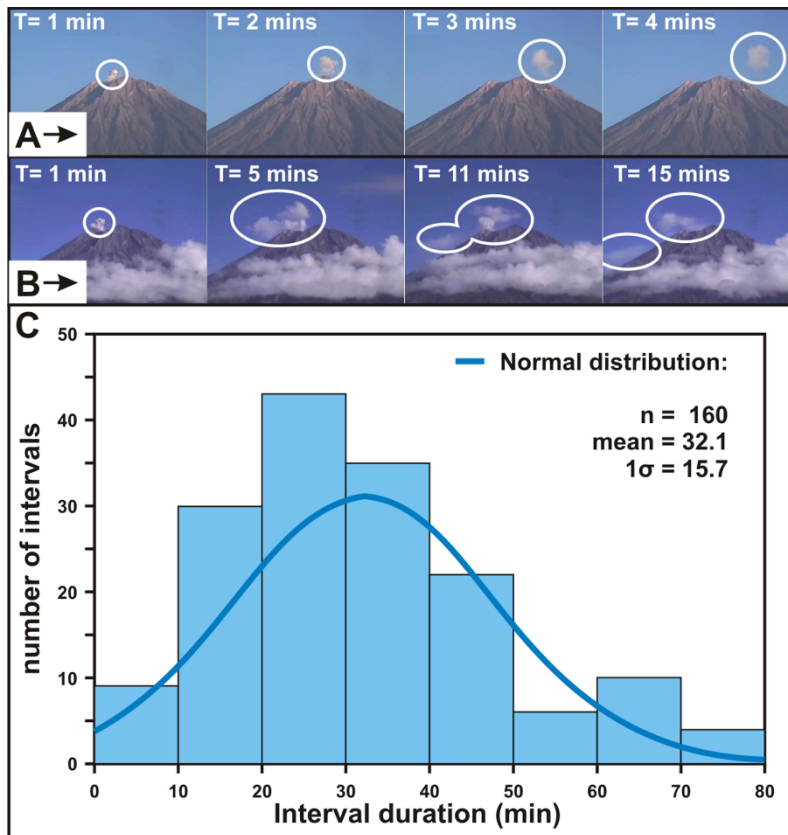 T= 1 min
T= 2 mins
T= 3 mins
T= 4 mins
A→
T= 1 min
T= 5 mins
T= 11 mins
T= 15 mins
B→
C
50
40
30
20
10
0
number of intervals
Normal distribution:
n = 160
mean = 32.1
1σ = 15.7
0 10 20 30 40 50 60 70 80
Interval duration (min)